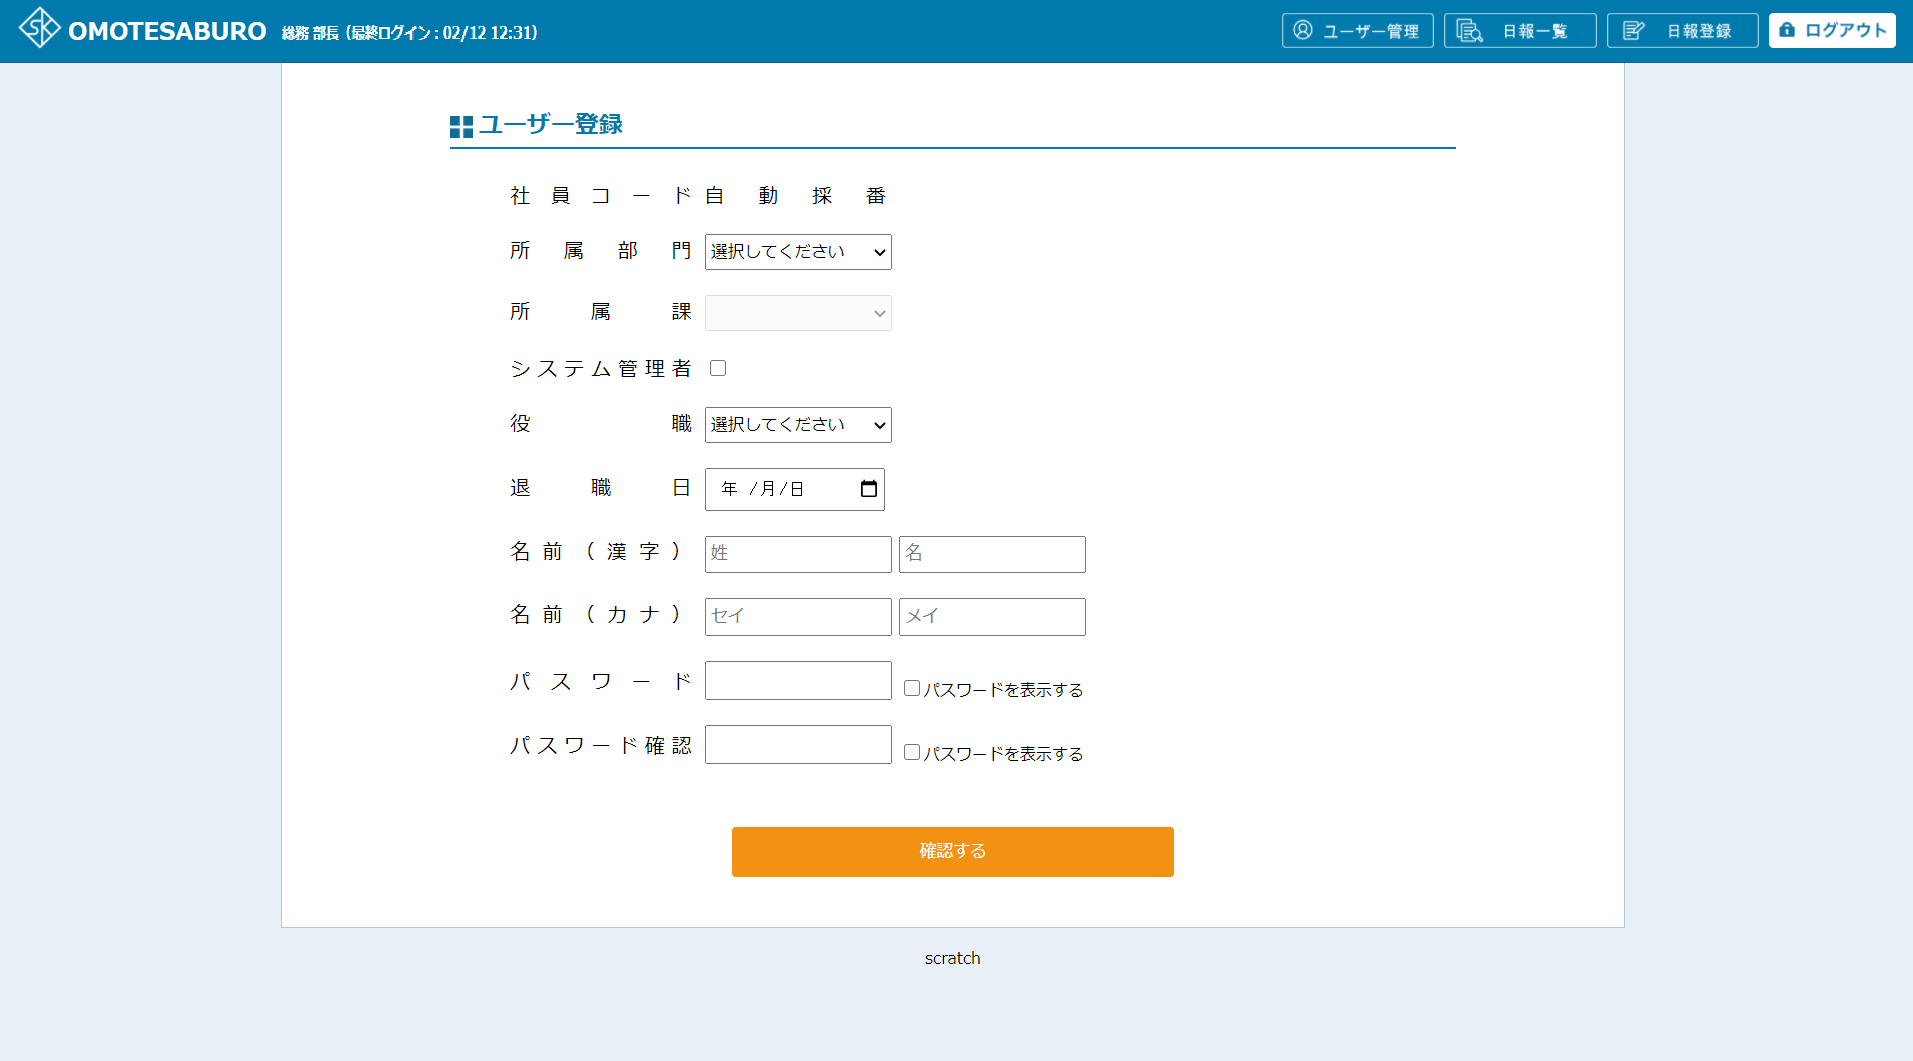 OMOTESABURO 総務 部長 (最終ログイン : 02/12 12:31) ユーザー管理 日報一覧 日報登録 ログアウト
ユーザー登録
社員コード 自動採番
所属部門 選択してください
所属課
システム管理者
役職 選択してください
退職日 年 /月/日
名前(漢字) 姓 名
名前(カナ) セイ メイ
パスワード パスワードを表示する
パスワード確認 パスワードを表示する
確認する
scratch